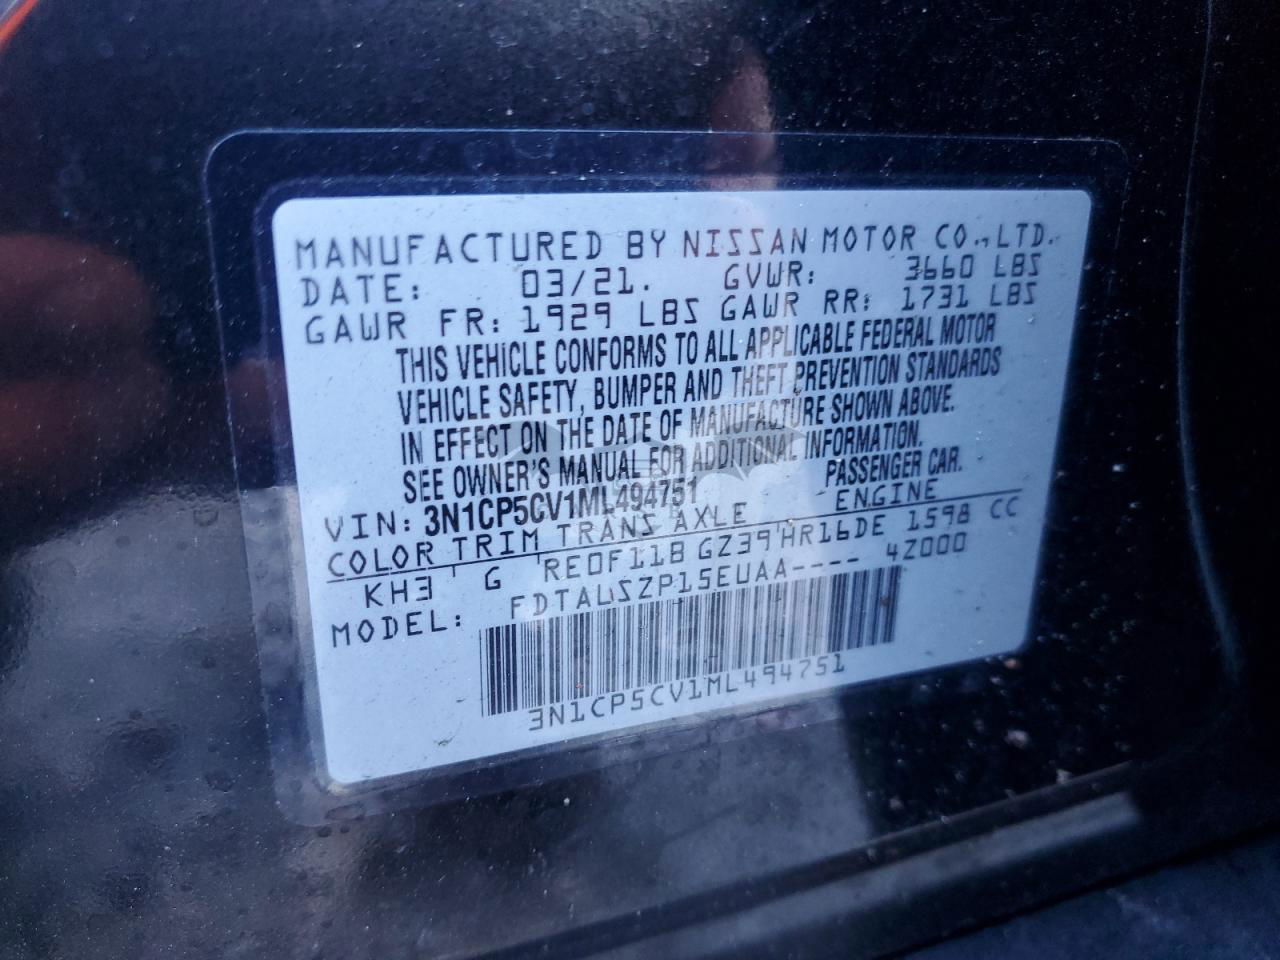 MANUFACTURED BY NISSAN MOTOR CO.,LTD.
DATE: 03/21. GVWR: 3660 LBS
GAWR FR: 1929 LBS GAWR RR: 1731 LBS
THIS VEHICLE CONFORMS TO ALL APPLICABLE FEDERAL MOTOR
VEHICLE SAFETY, BUMPER AND THEFT PREVENTION STANDARDS
IN EFFECT ON THE DATE OF MANUFACTURE SHOWN ABOVE.
SEE OWNER'S MANUAL FOR ADDITIONAL INFORMATION.
VIN: 3N1CP5CV1ML494751 PASSENGER CAR.
COLOR TRIM TRANS AXLE ENGINE
KH3 G RE0F11B GZ39 HR16DE 1598 CC
MODEL: FDTALSZP15EUAA---- 4Z000
3N1CP5CV1ML494751